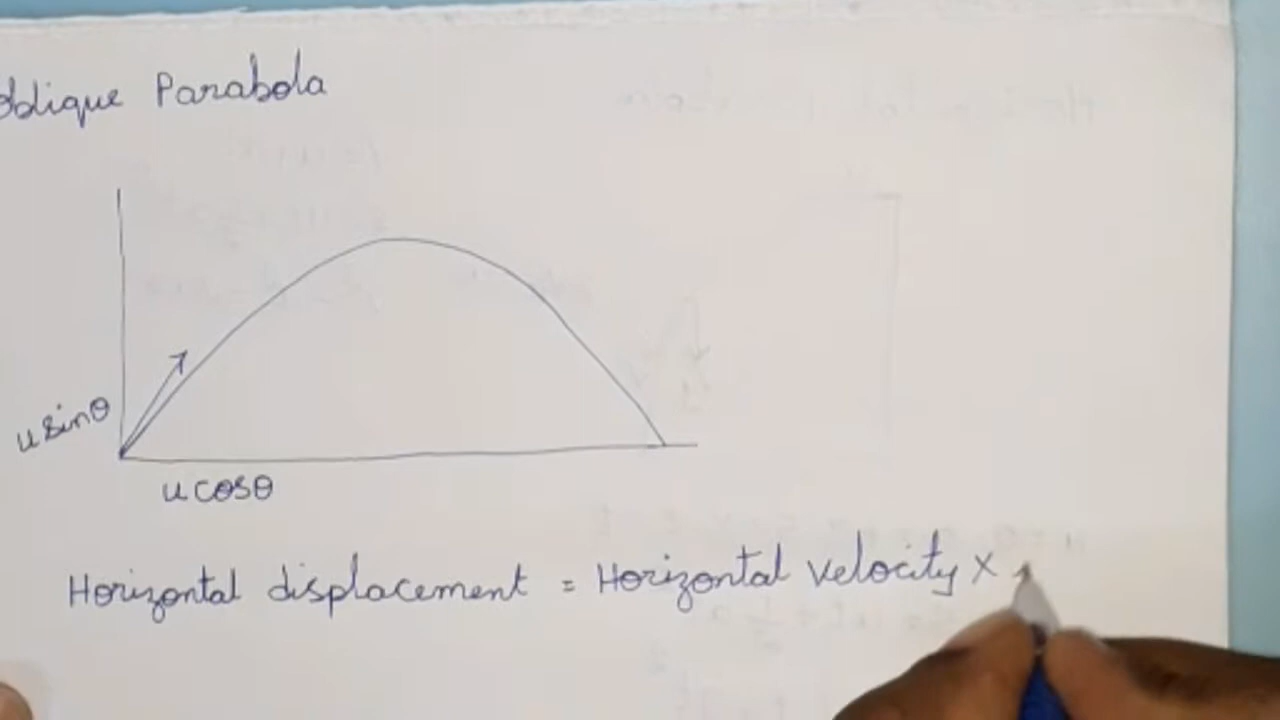 Oblique Parabola
u sinθ
u cosθ
Horizontal displacement = Horizontal velocity ×